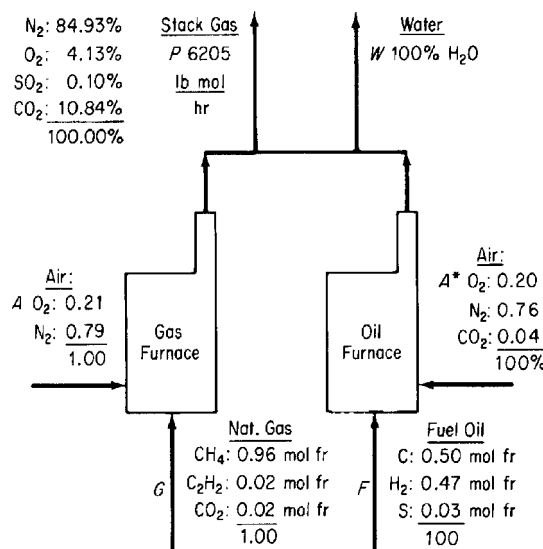 N₂: 84.93%
O₂: 4.13%
SO₂: 0.10%
CO₂: 10.84%
100.00%
Stack Gas
P 6205
lb mol
hr
Water
W 100% H₂O
Air:
A O₂: 0.21
N₂: 0.79
1.00
Gas
Furnace
Oil
Furnace
Air:
A* O₂: 0.20
N₂: 0.76
CO₂: 0.04
100%
G
Nat. Gas
CH₄: 0.96 mol fr
C₂H₂: 0.02 mol fr
CO₂: 0.02 mol fr
1.00
F
Fuel Oil
C: 0.50 mol fr
H₂: 0.47 mol fr
S: 0.03 mol fr
100